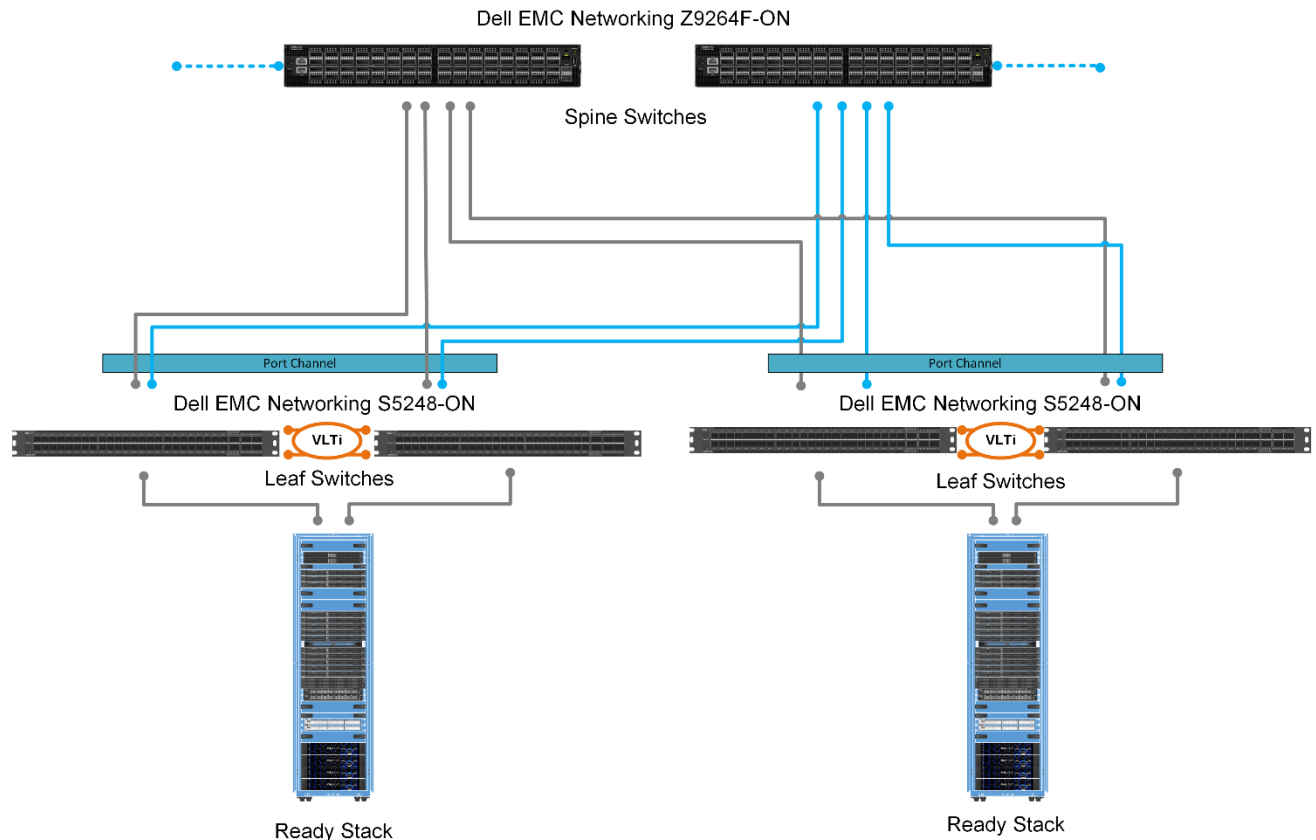 Dell EMC Networking Z9264F-ON
Spine Switches
Port Channel
Port Channel
Dell EMC Networking S5248-ON
Dell EMC Networking S5248-ON
VLTi
VLTi
Leaf Switches
Leaf Switches
Ready Stack
Ready Stack